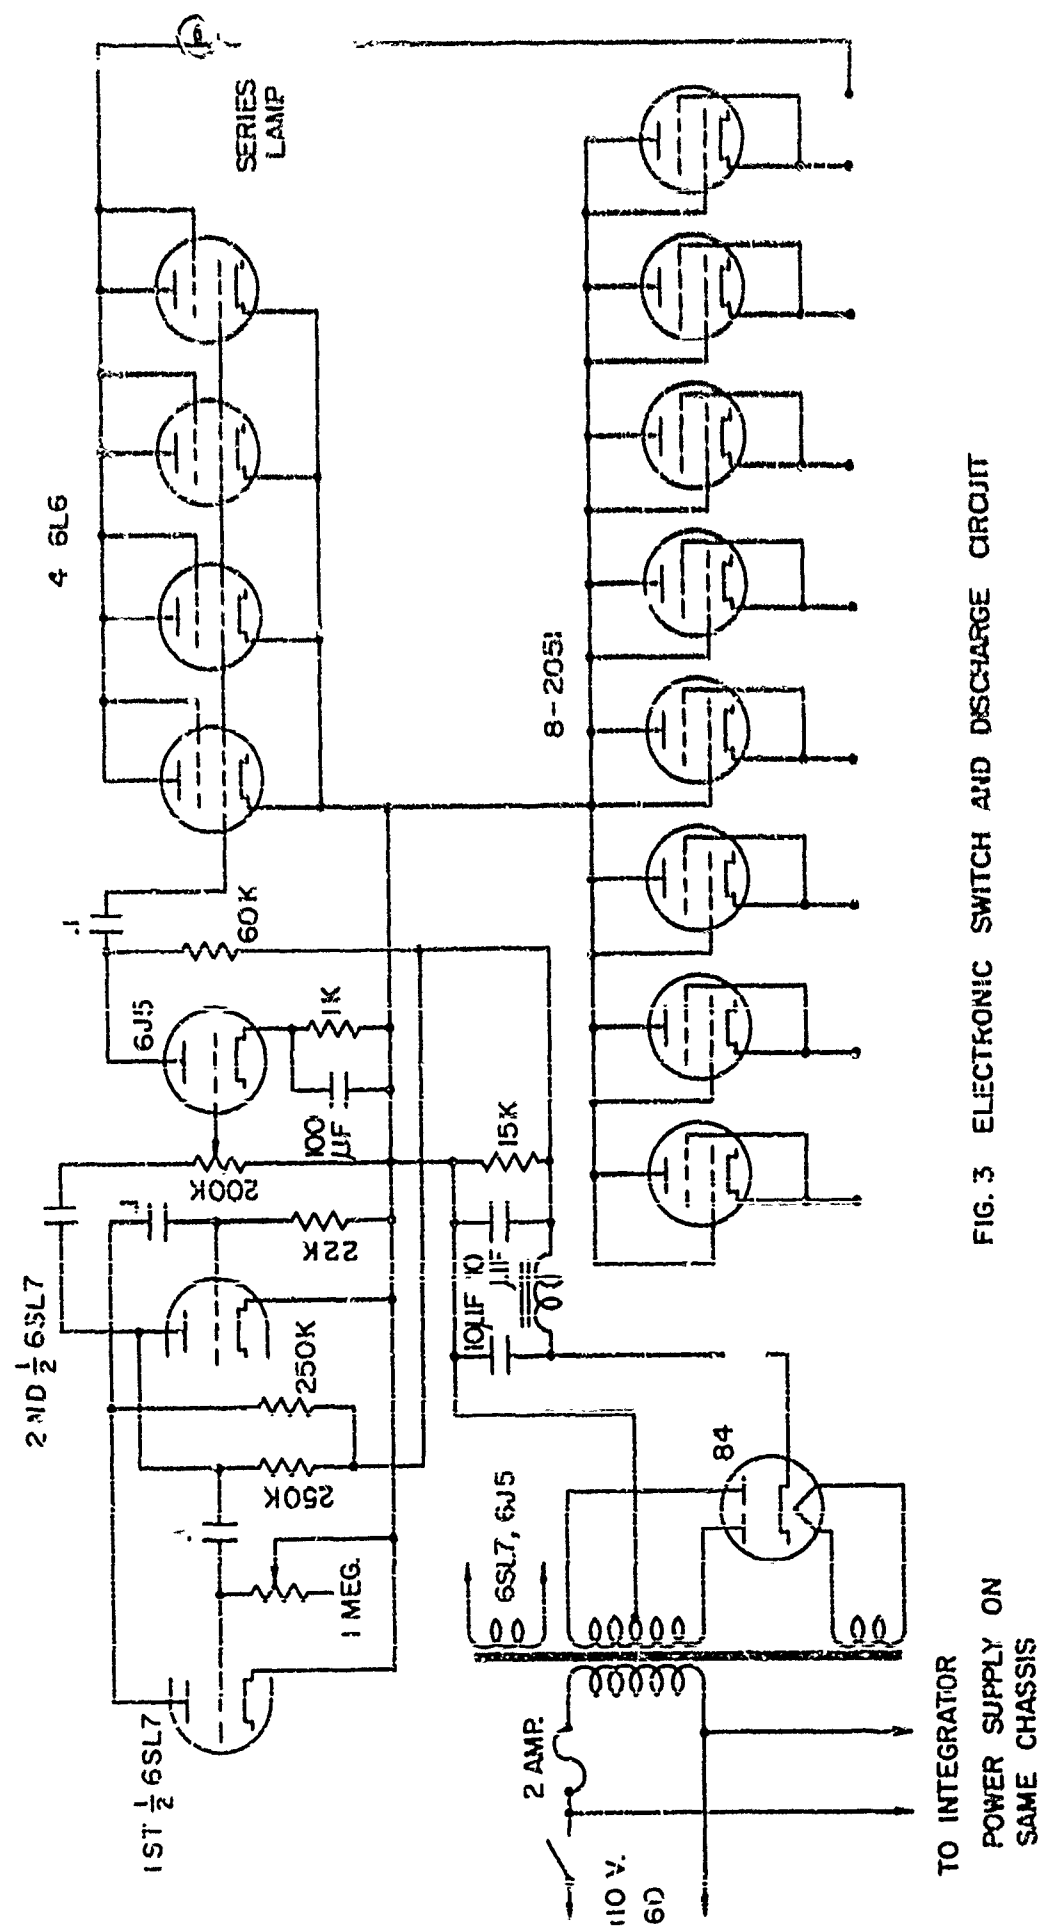 1ST 1/2 6SL7
2ND 1/2 6SL7
6J5
4 6L6
SERIES
LAMP
6
.1
.1
.1
1 MEG.
250K
250K
22K
200K
100
µF
1K
60K
15K
10µF
10
µF
8-2051
6SL7, 6J5
84
2 AMP.
110 V.
60
TO INTEGRATOR
POWER SUPPLY ON
SAME CHASSIS
FIG. 3 ELECTRONIC SWITCH AND DISCHARGE CIRCUIT